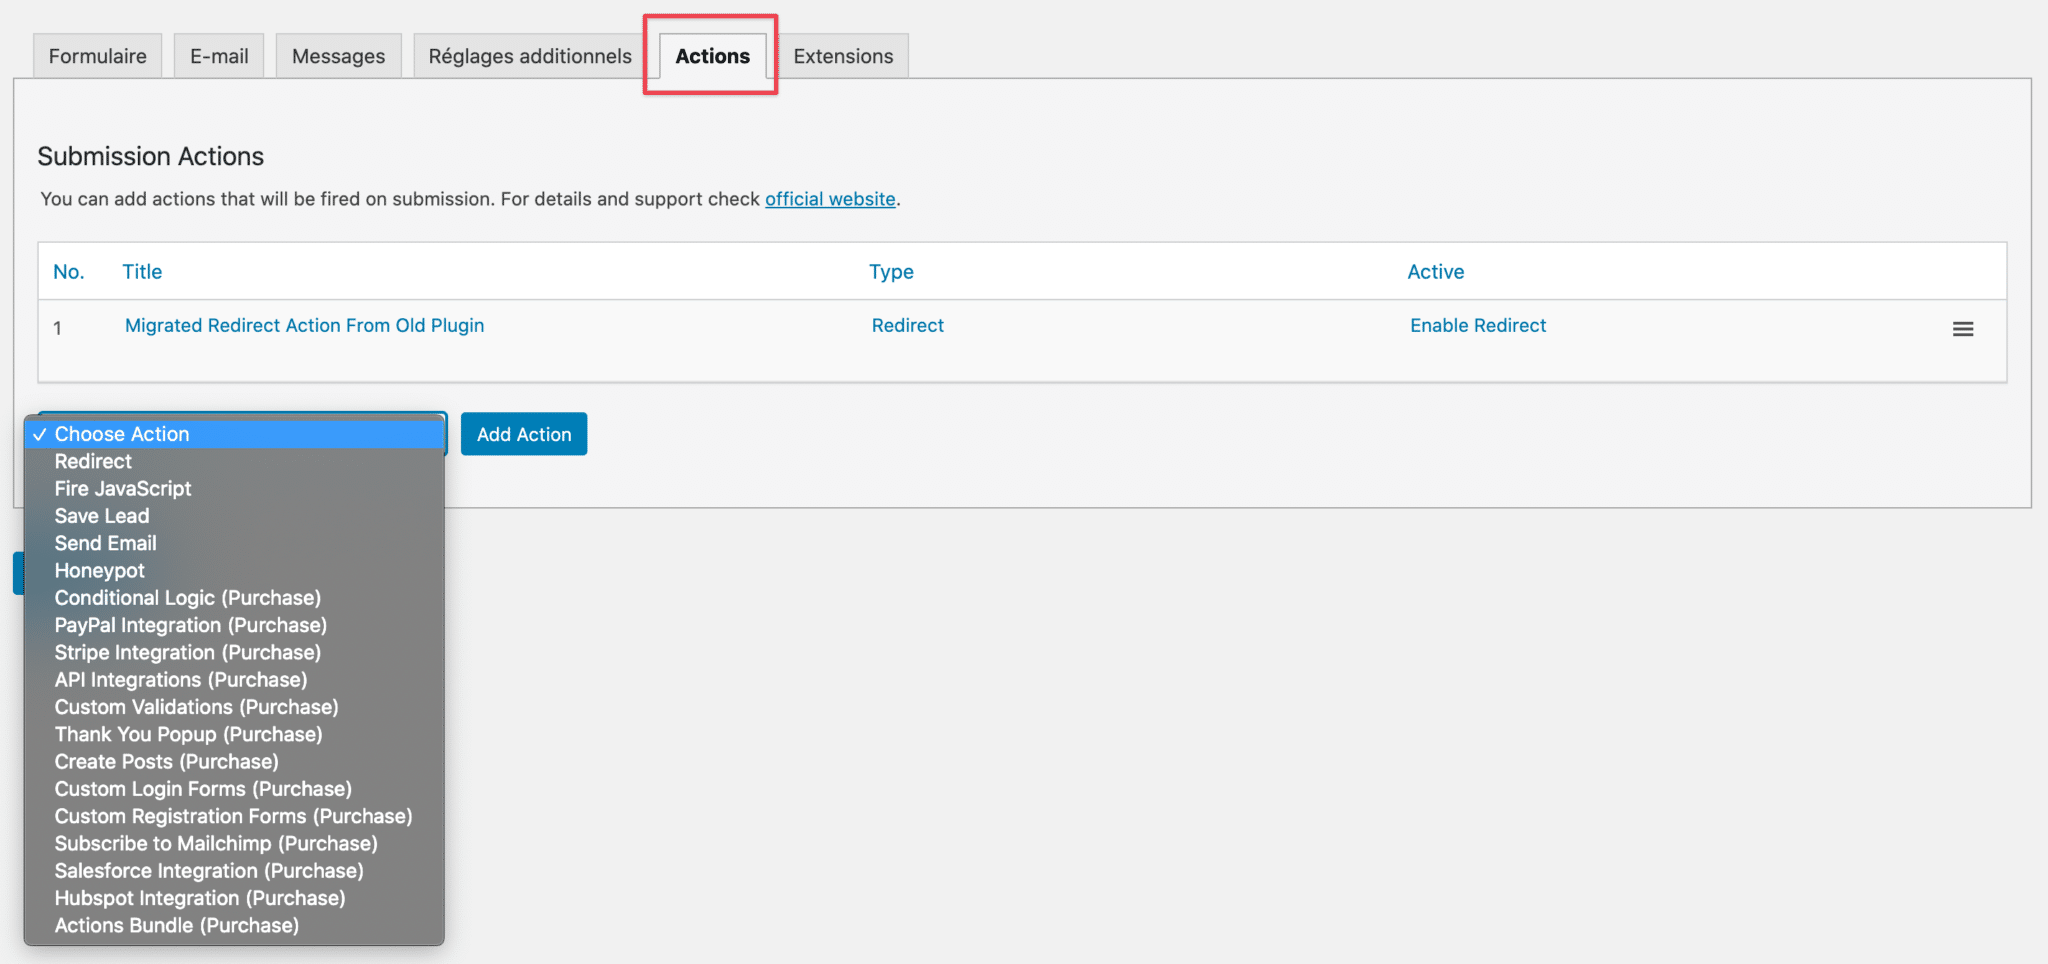 Formulaire E-mail Messages Réglages additionnels Actions Extensions
Submission Actions
You can add actions that will be fired on submission. For details and support check official website.
No. Title Type Active
1 Migrated Redirect Action From Old Plugin Redirect Enable Redirect
✓ Choose Action Add Action
Redirect
Fire JavaScript
Save Lead
Send Email
Honeypot
Conditional Logic (Purchase)
PayPal Integration (Purchase)
Stripe Integration (Purchase)
API Integrations (Purchase)
Custom Validations (Purchase)
Thank You Popup (Purchase)
Create Posts (Purchase)
Custom Login Forms (Purchase)
Custom Registration Forms (Purchase)
Subscribe to Mailchimp (Purchase)
Salesforce Integration (Purchase)
Hubspot Integration (Purchase)
Actions Bundle (Purchase)